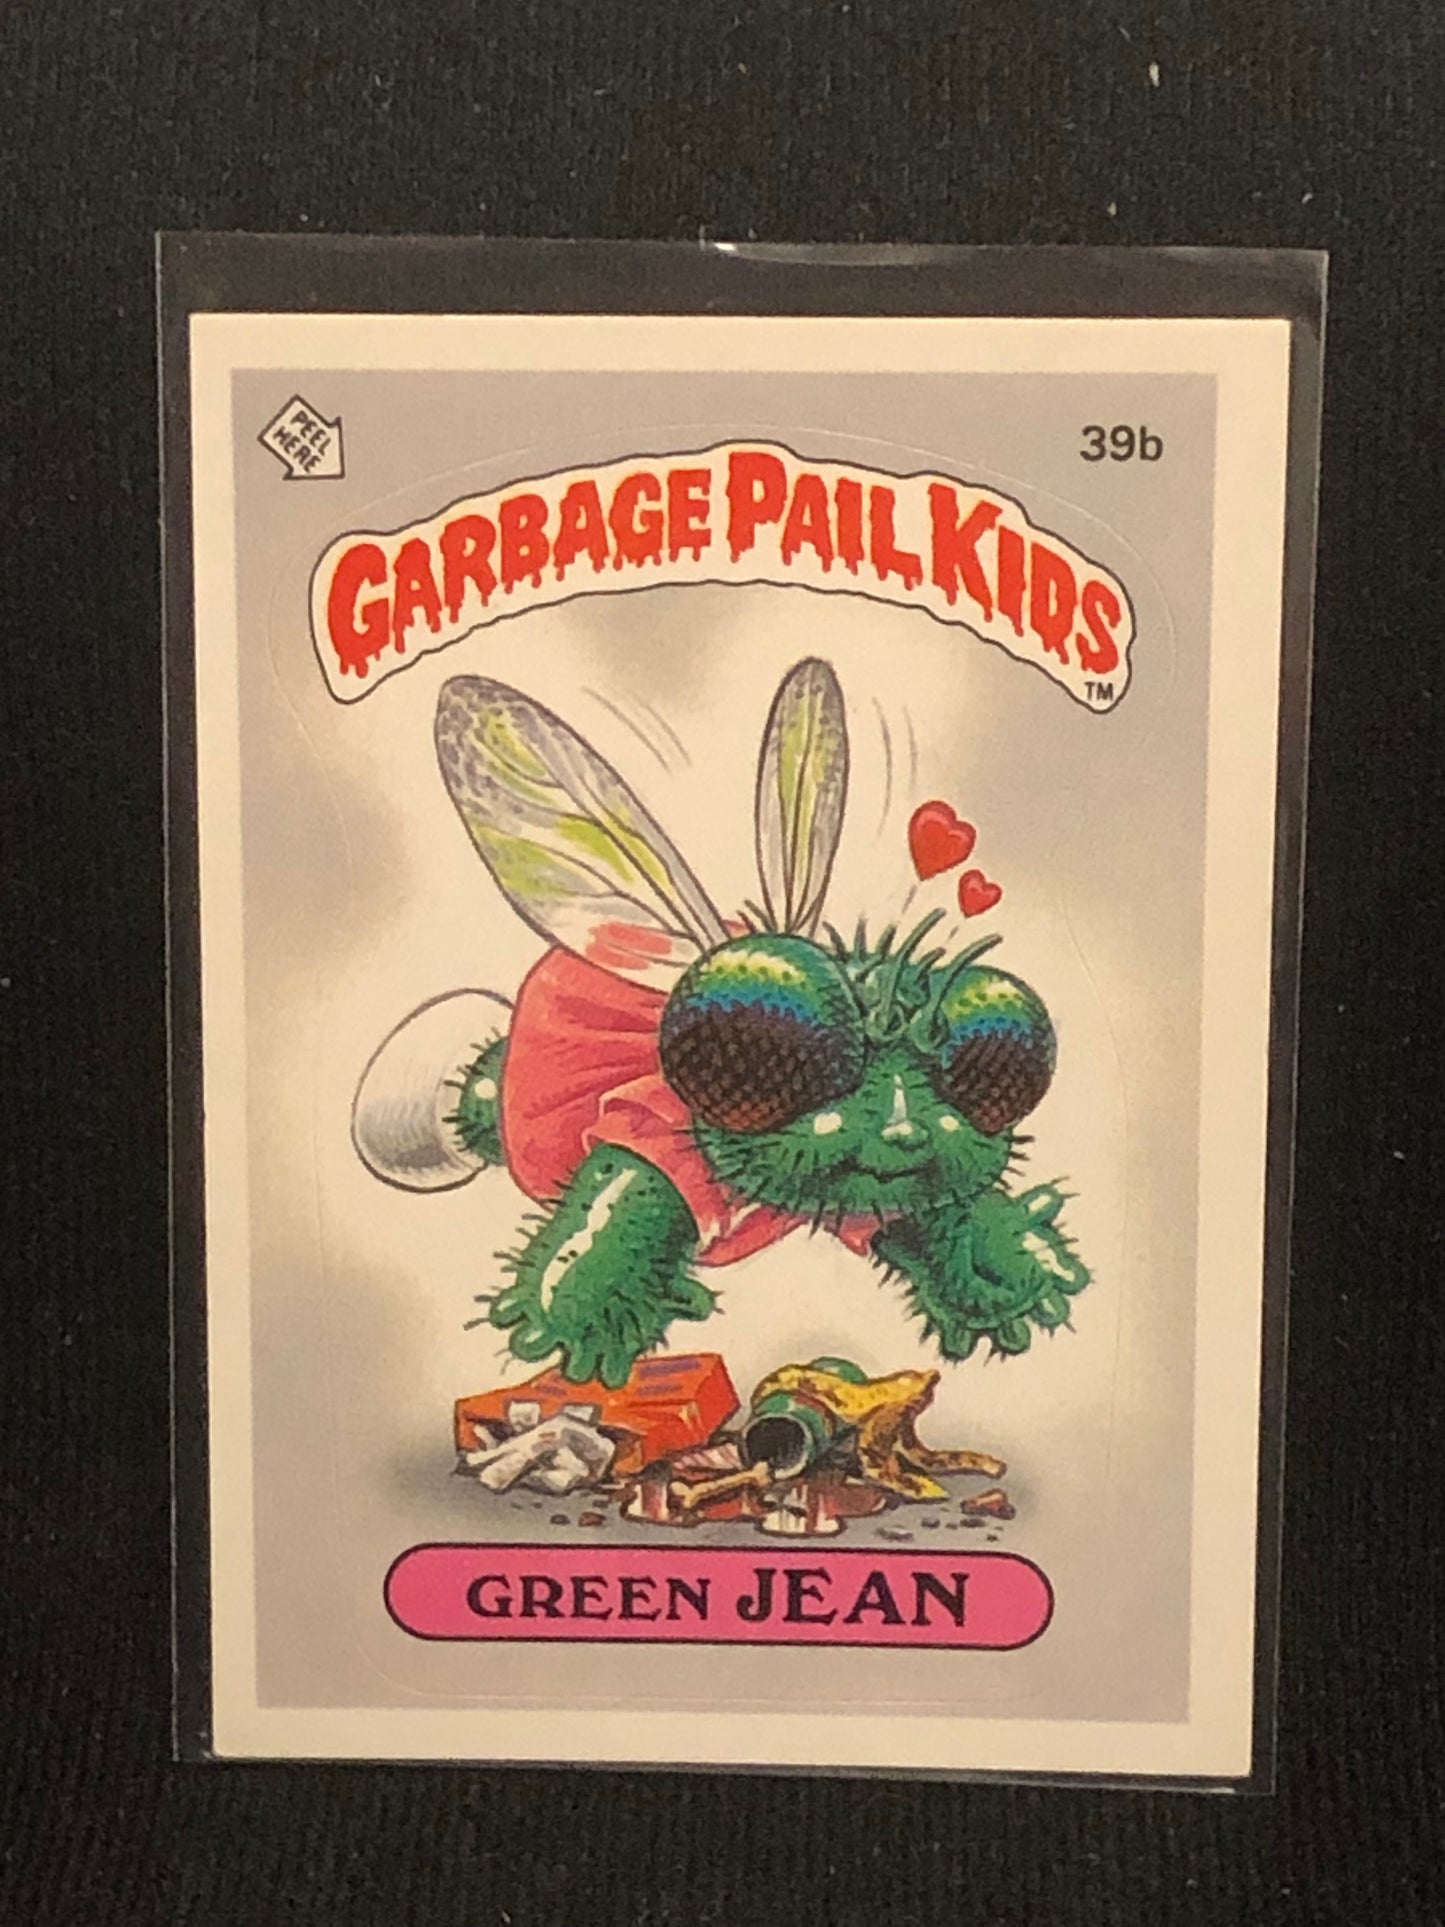 PEEL
HERE
39b
GARBAGE PAIL KIDS
TM
GREEN JEAN